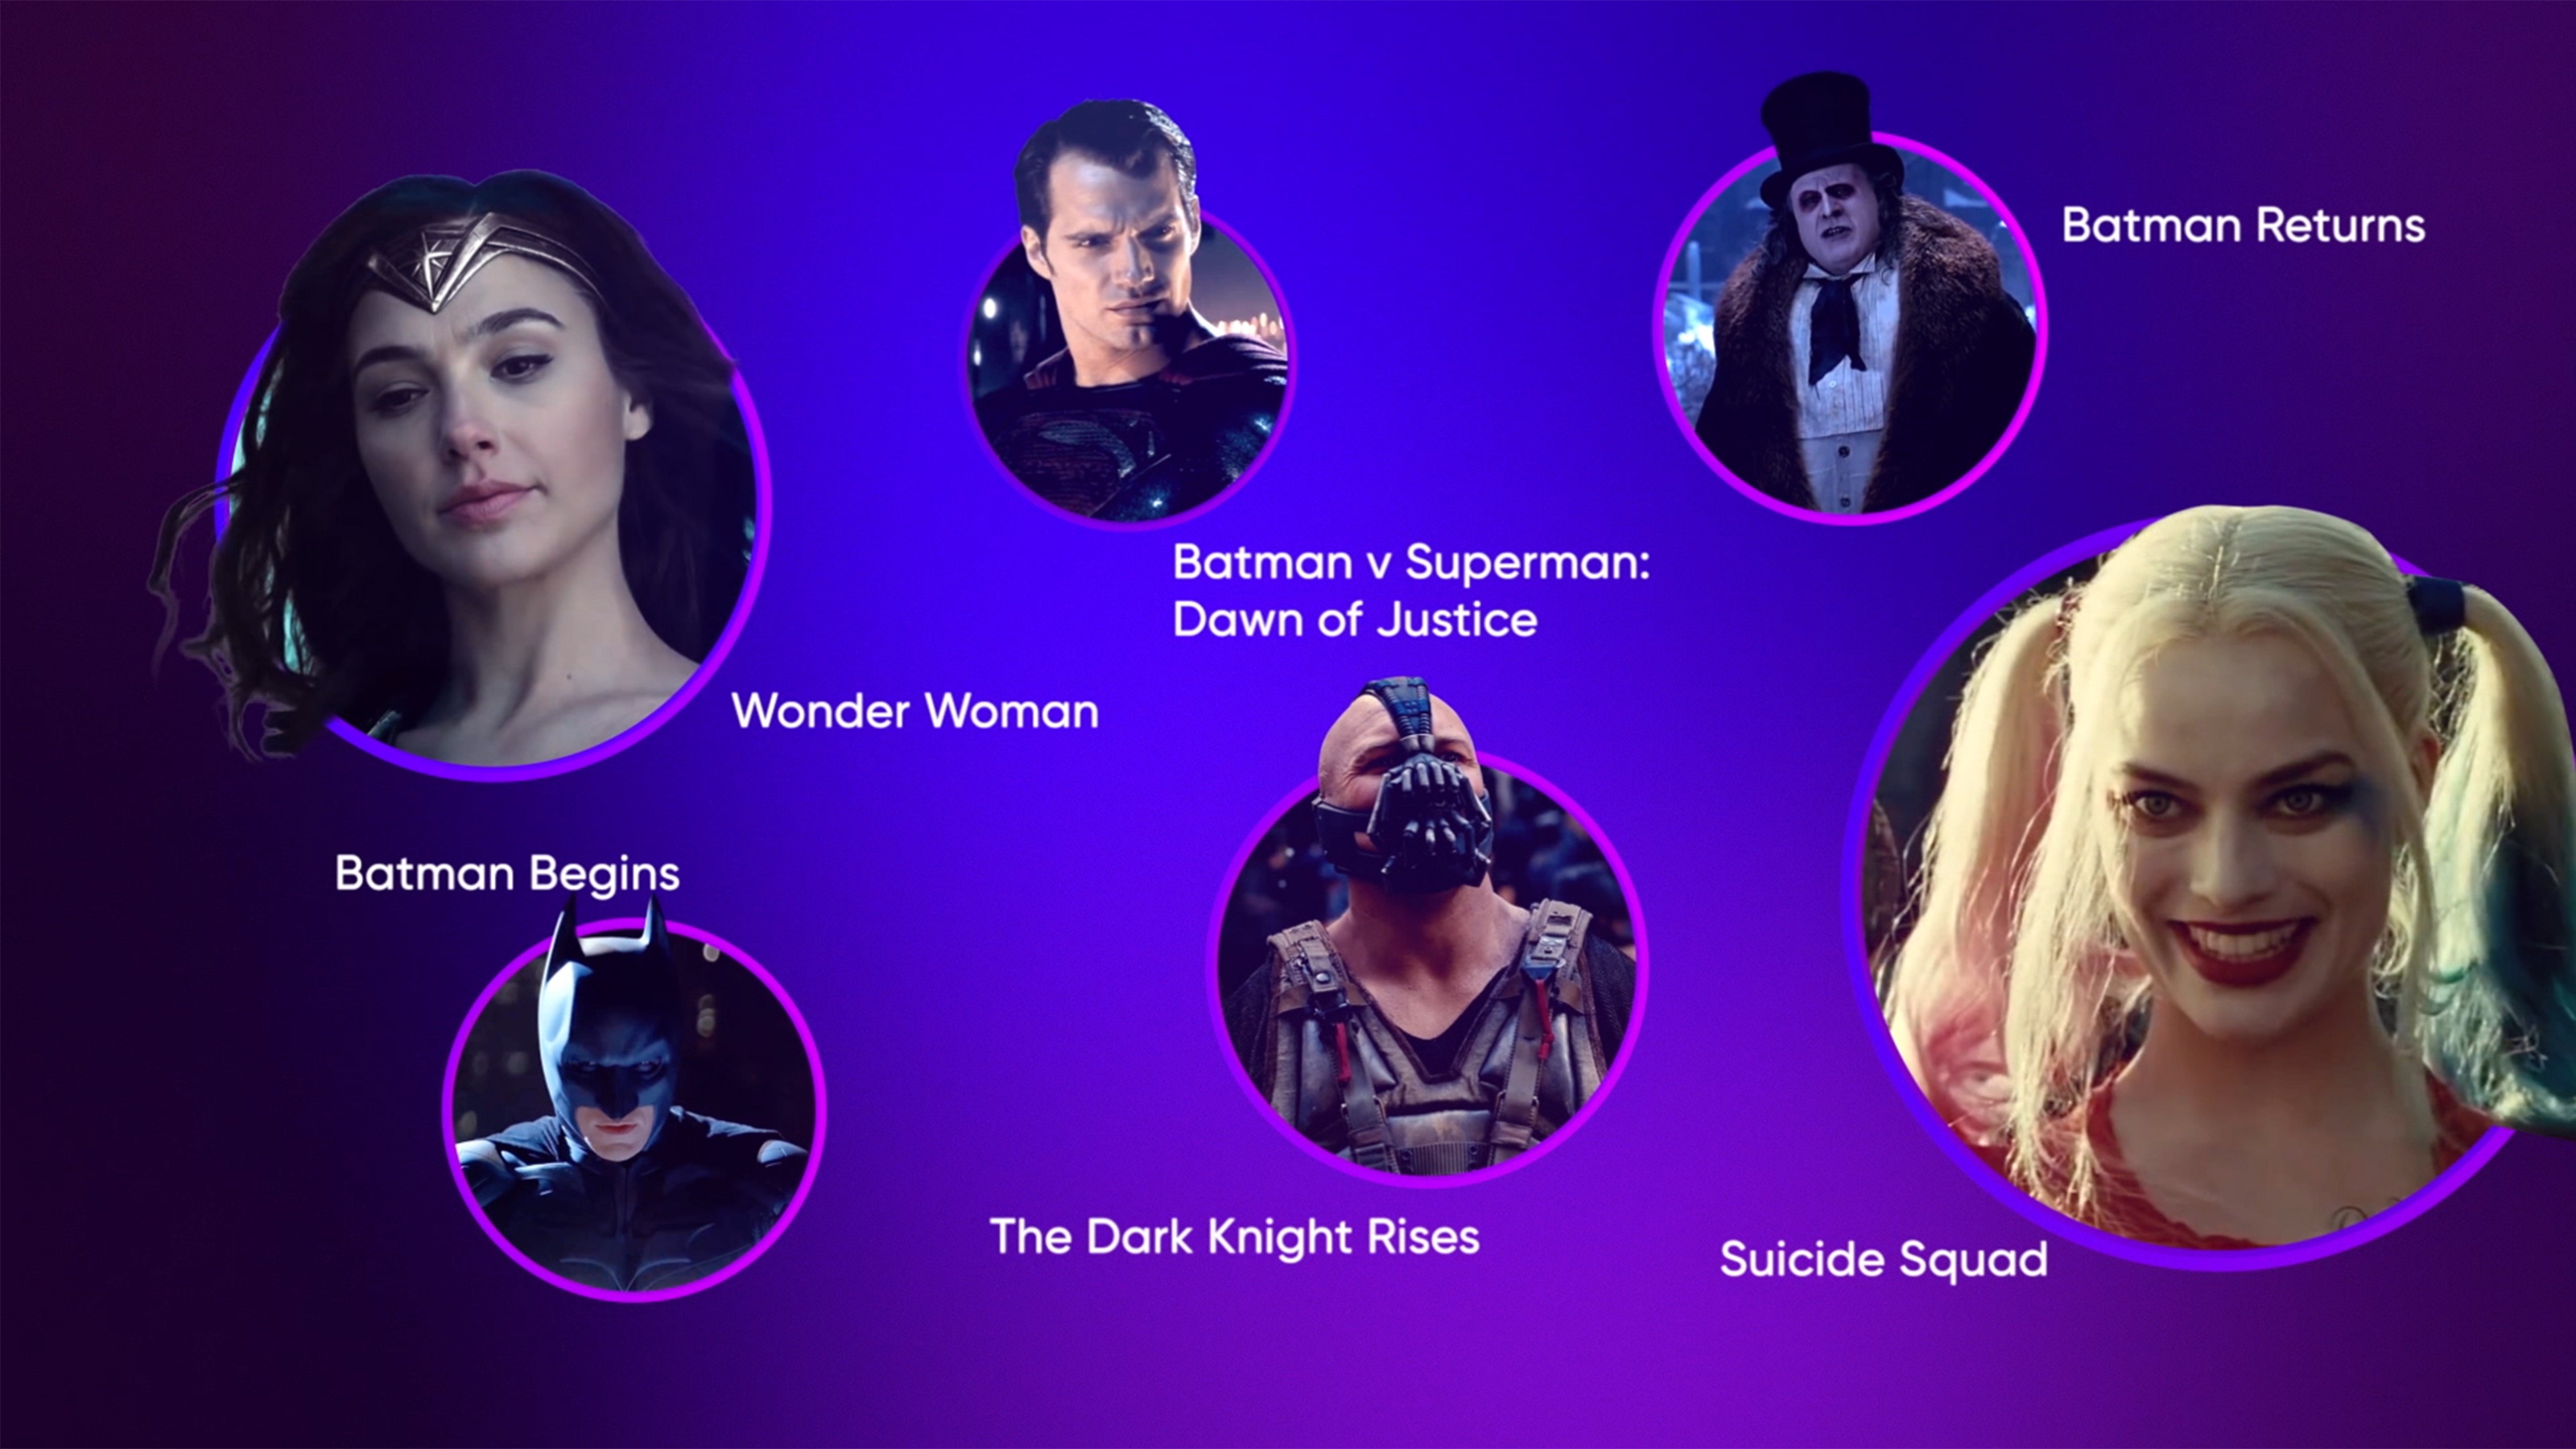 Batman Returns
Batman v Superman:
Dawn of Justice
Wonder Woman
Batman Begins
The Dark Knight Rises
Suicide Squad